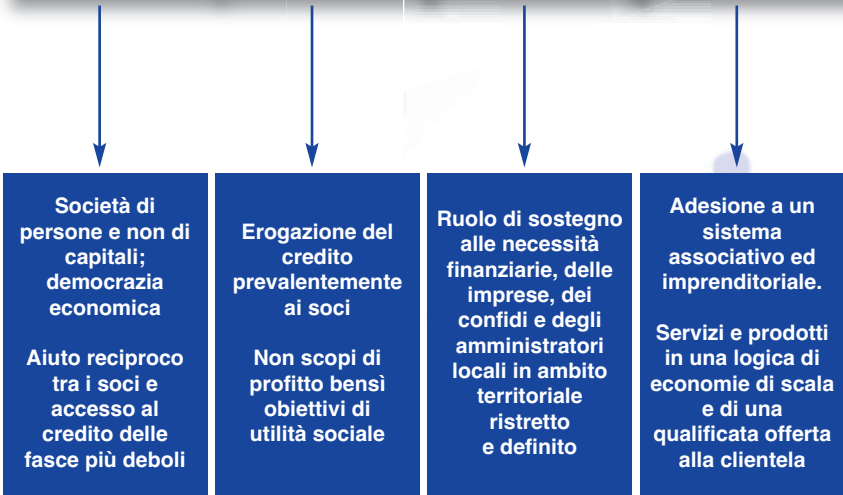 Società di
persone e non di
capitali;
democrazia
economica
Aiuto reciproco
tra i soci e
accesso al
credito delle
fasce più deboli
Erogazione del
credito
prevalentemente
ai soci
Non scopi di
profitto bensì
obiettivi di
utilità sociale
Ruolo di sostegno
alle necessità
finanziarie, delle
imprese, dei
confidi e degli
amministratori
locali in ambito
territoriale
ristretto
e definito
Adesione a un
sistema
associativo ed
imprenditoriale.
Servizi e prodotti
in una logica di
economie di scala
e di una
qualificata offerta
alla clientela